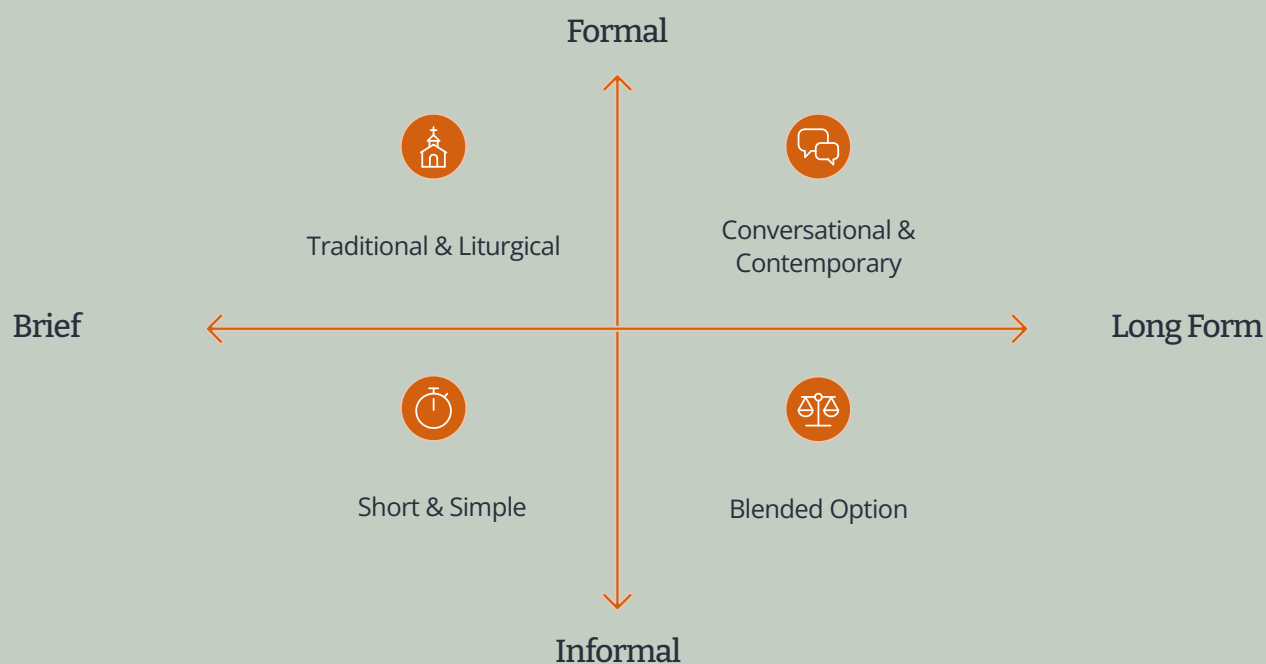 Formal
Traditional & Liturgical
Conversational &
Contemporary
Brief
Long Form
Short & Simple
Blended Option
Informal